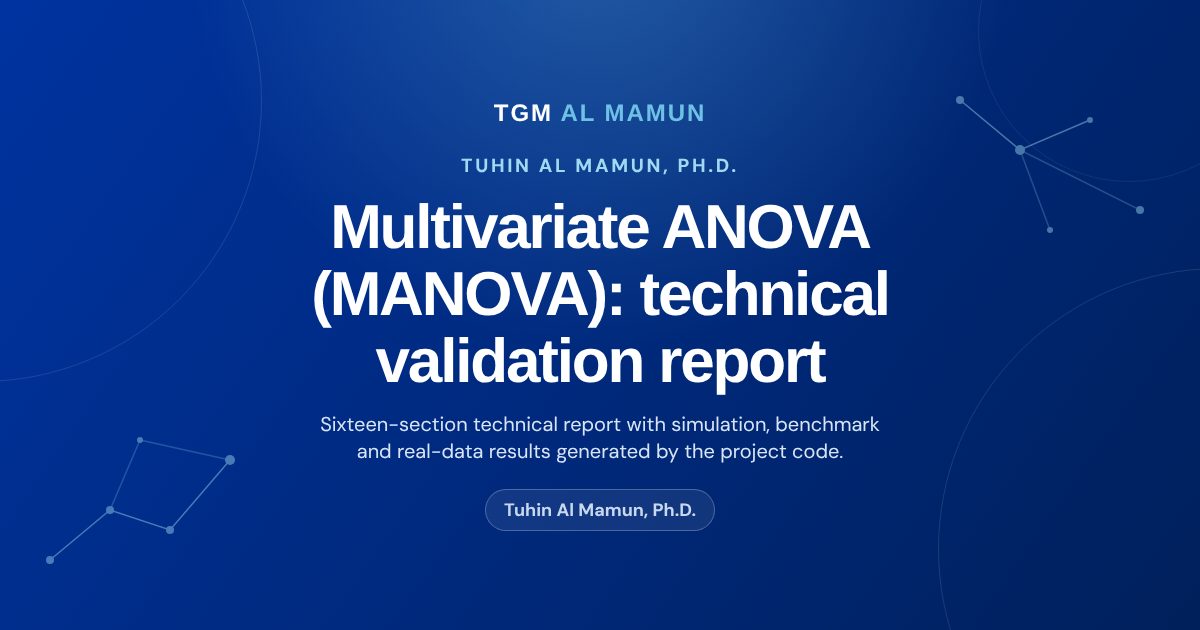 TGM AL MAMUN
TUHIN AL MAMUN, PH.D.
Multivariate ANOVA
(MANOVA): technical
validation report
Sixteen-section technical report with simulation, benchmark
and real-data results generated by the project code.
Tuhin Al Mamun, Ph.D.